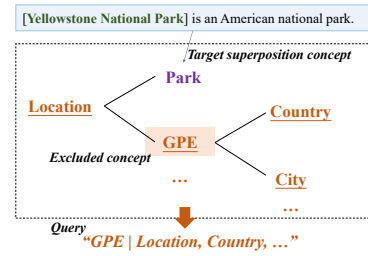 [Yellowstone National Park] is an American national park.
Target superposition concept
Park
Location
Country
GPE
Excluded concept
City
...
...
Query
“GPE | Location, Country, ...”